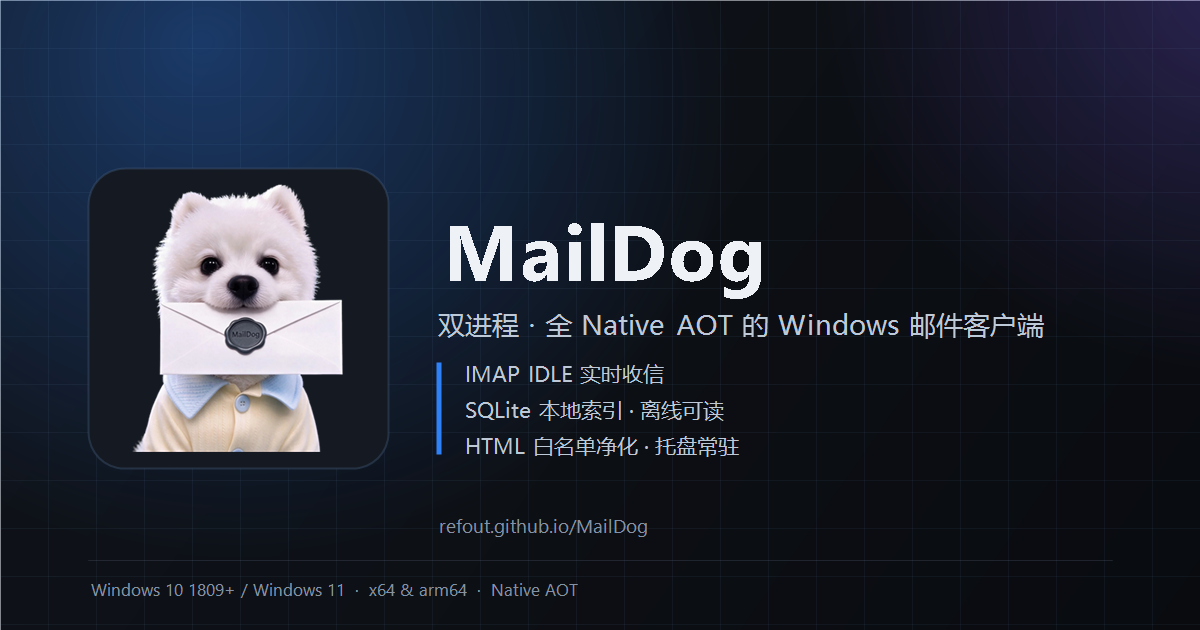 MailDog
MailDog
双进程 · 全 Native AOT 的 Windows 邮件客户端
IMAP IDLE 实时收信
SQLite 本地索引 · 离线可读
HTML 白名单净化 · 托盘常驻
refout.github.io/MailDog
Windows 10 1809+ / Windows 11 · x64 & arm64 · Native AOT